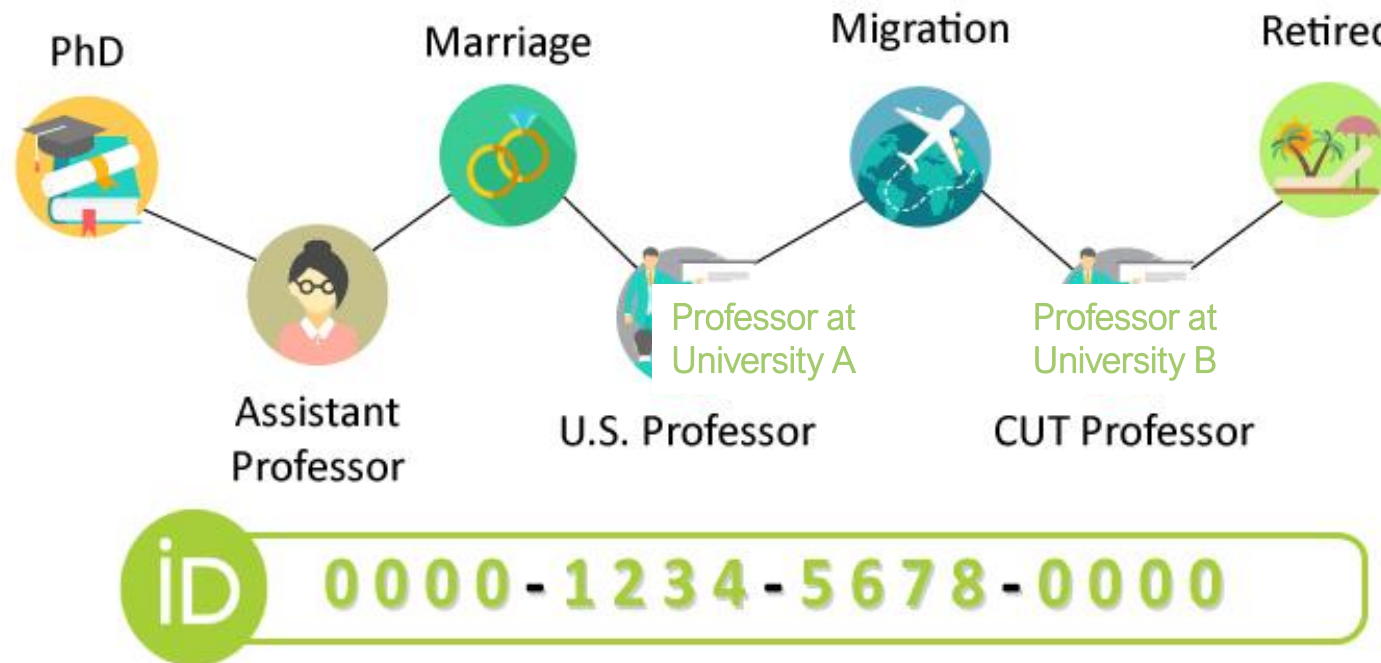 PhD
Marriage
Migration
Retired
Professor at
University A
Professor at
University B
Assistant
Professor
U.S. Professor
CUT Professor
iD 0000-1234-5678-0000